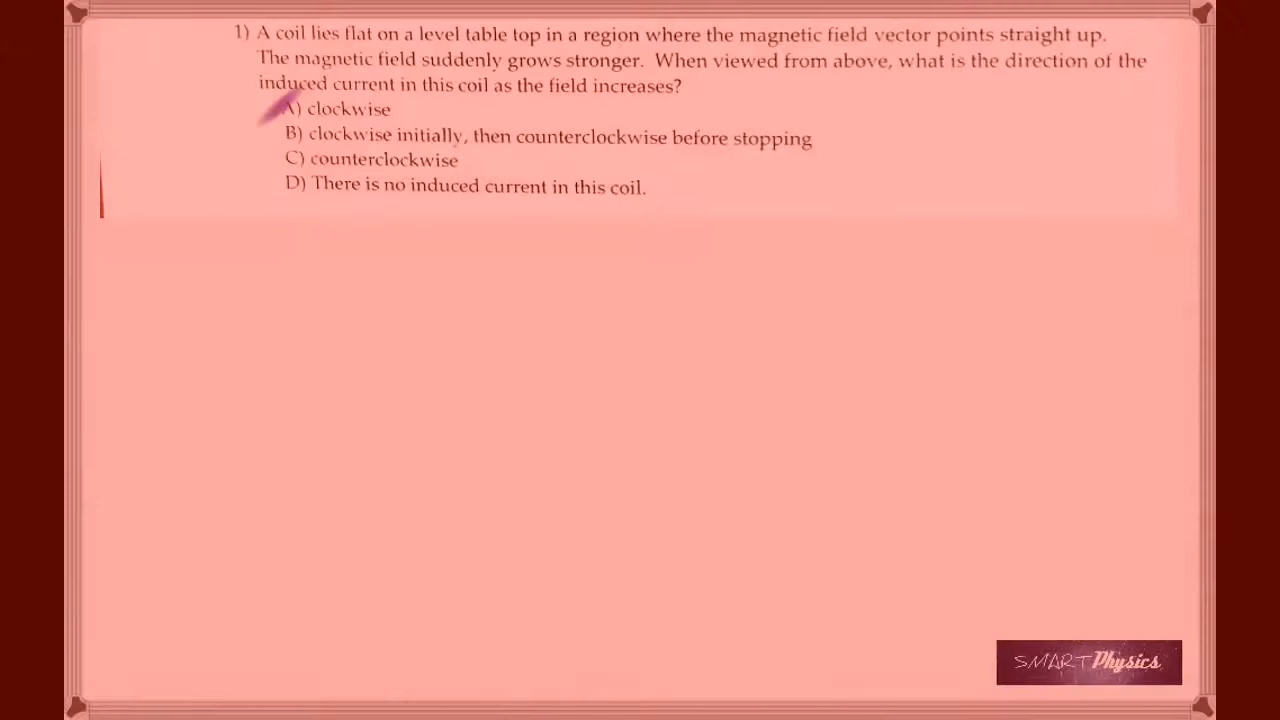 1) A coil lies flat on a level table top in a region where the magnetic field vector points straight up.
The magnetic field suddenly grows stronger. When viewed from above, what is the direction of the
induced current in this coil as the field increases?
A) clockwise
B) clockwise initially, then counterclockwise before stopping
C) counterclockwise
D) There is no induced current in this coil.
SMART Physics